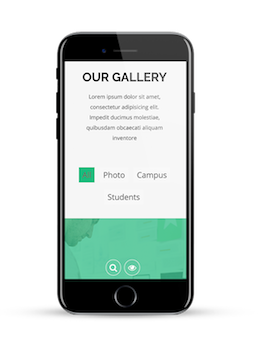 OUR GALLERY
Lorem ipsum dolor sit amet,
consectetur adipisicing elit.
Impedit ducimus molestiae,
quibusdam obcaecati aliquam
inventore
All Photo Campus
Students